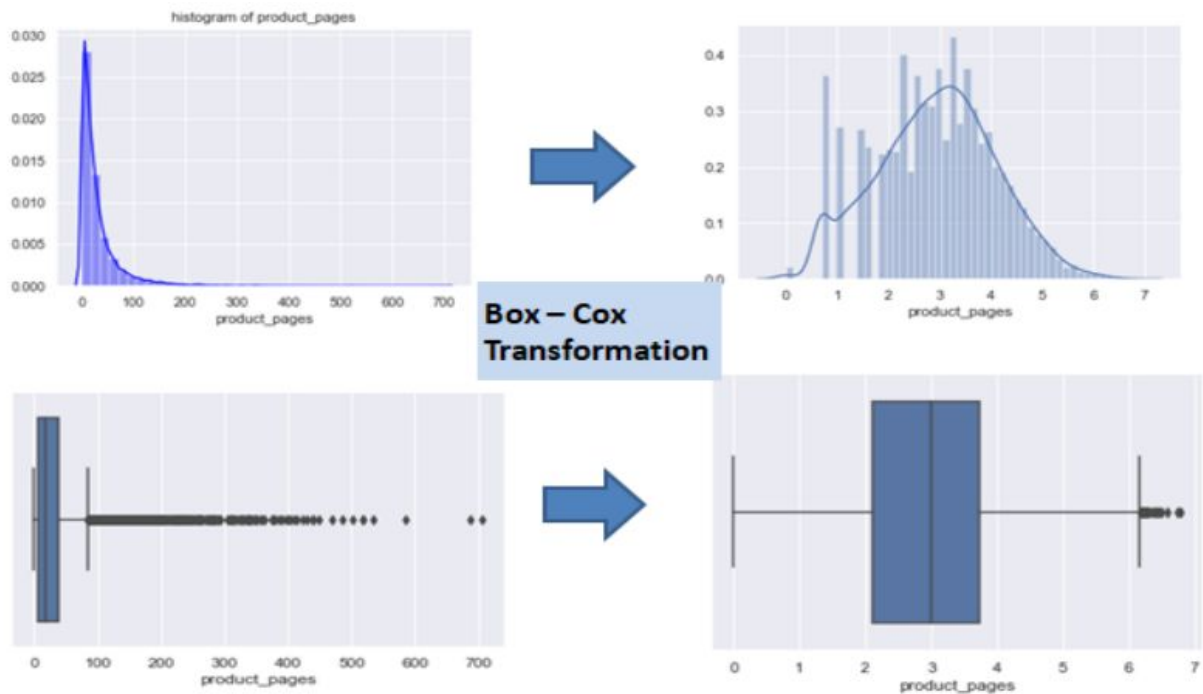 histogram of product_pages
0.030
0.025
0.020
0.015
0.010
0.005
0.000
0 100 200 300 400 500 600 700
product_pages
0.4
0.3
0.2
0.1
0.0
0 1 2 3 4 5 6 7
product_pages
Box – Cox
Transformation
0 100 200 300 400 500 600 700
product_pages
0 1 2 3 4 5 6 7
product_pages